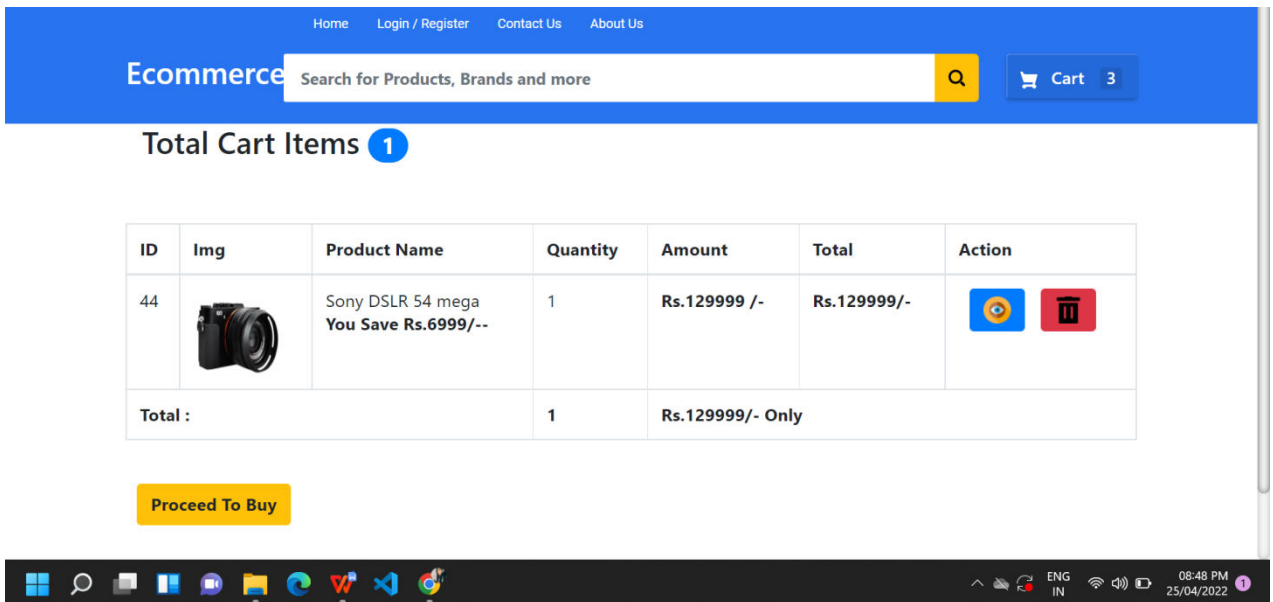 Home Login / Register Contact Us About Us
Ecommerce Search for Products, Brands and more Cart 3
Total Cart Items 1
ID Img Product Name Quantity Amount Total Action
44 Sony DSLR 54 mega 1 Rs.129999 /- Rs.129999/-
You Save Rs.6999/--
Total : 1 Rs.129999/- Only
Proceed To Buy
ENG 08:48 PM
IN 25/04/2022 1